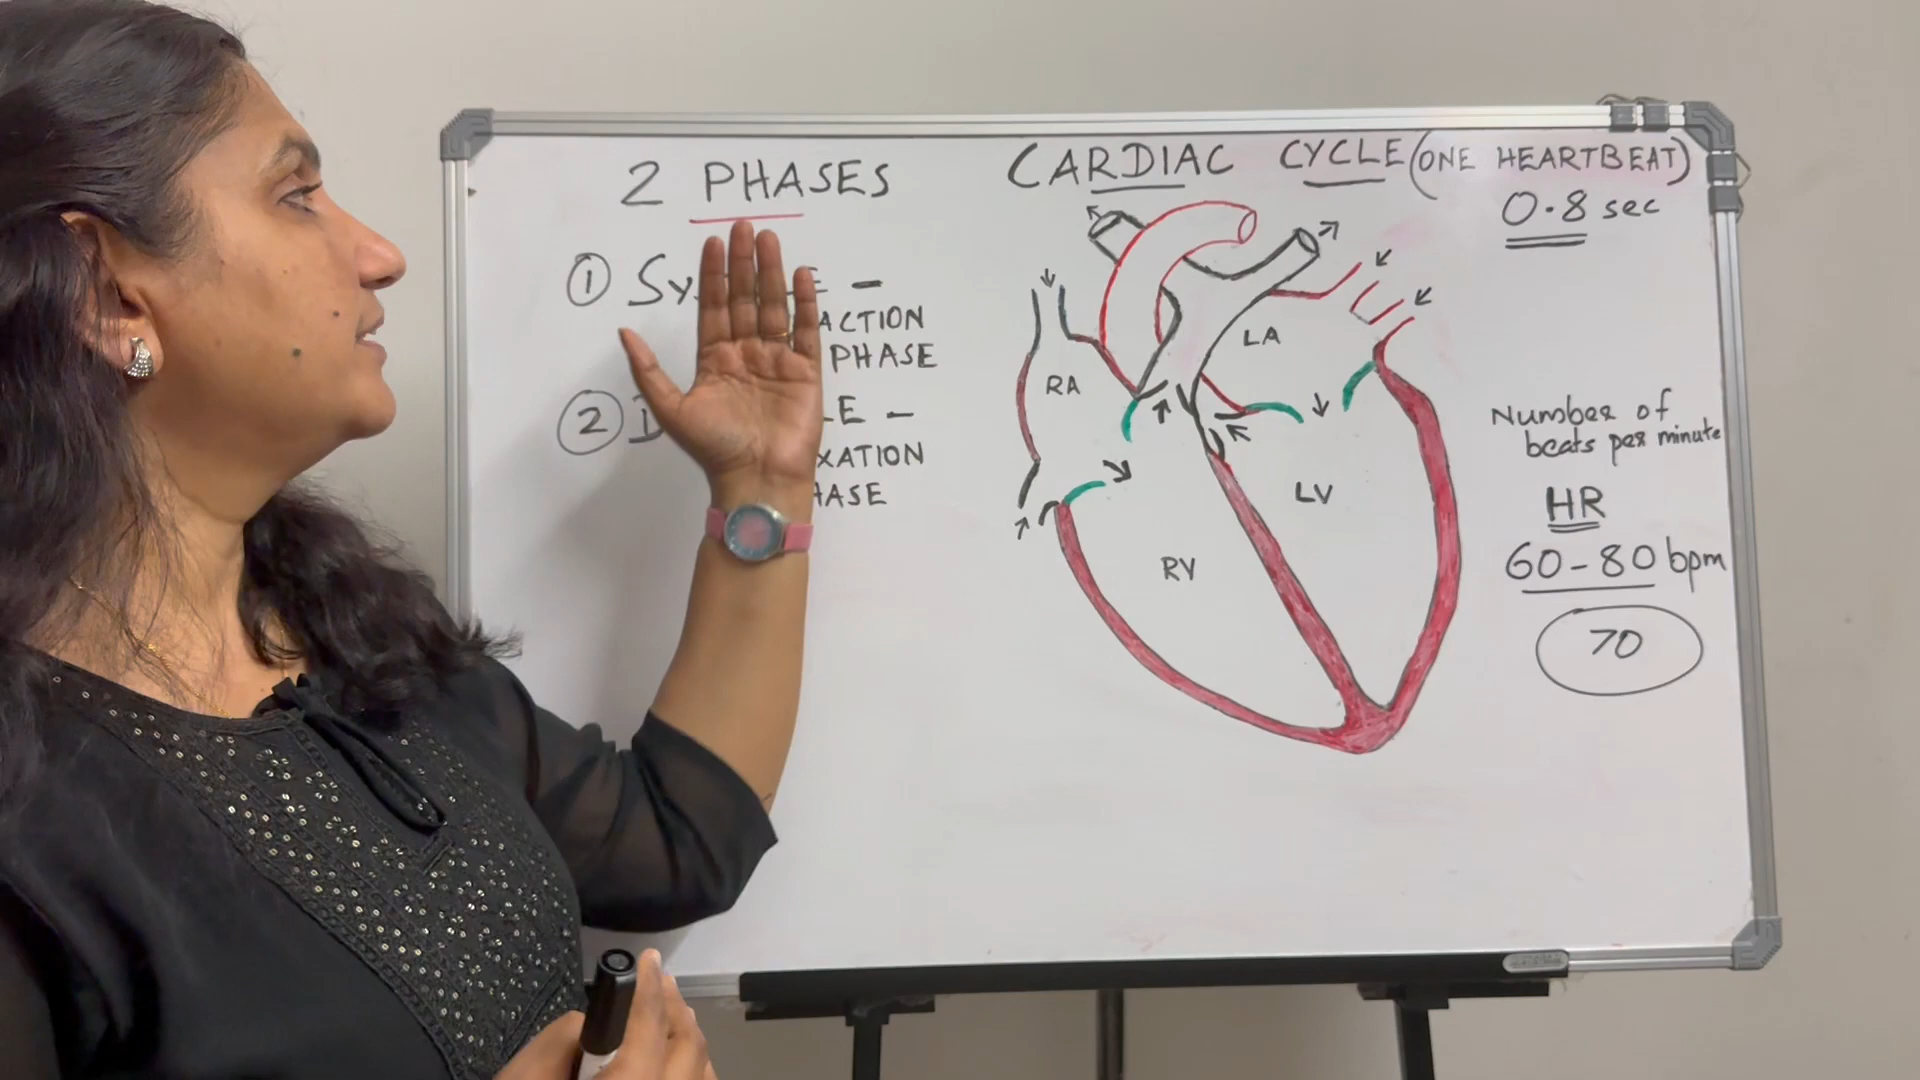 2 PHASES
① Sy E -
ACTION
PHASE
② D LE -
XATION
HASE
CARDIAC CYCLE (ONE HEARTBEAT)
0.8 sec
LA
RA
LV
RV
Number of
beats per minute
HR
60-80 bpm
70